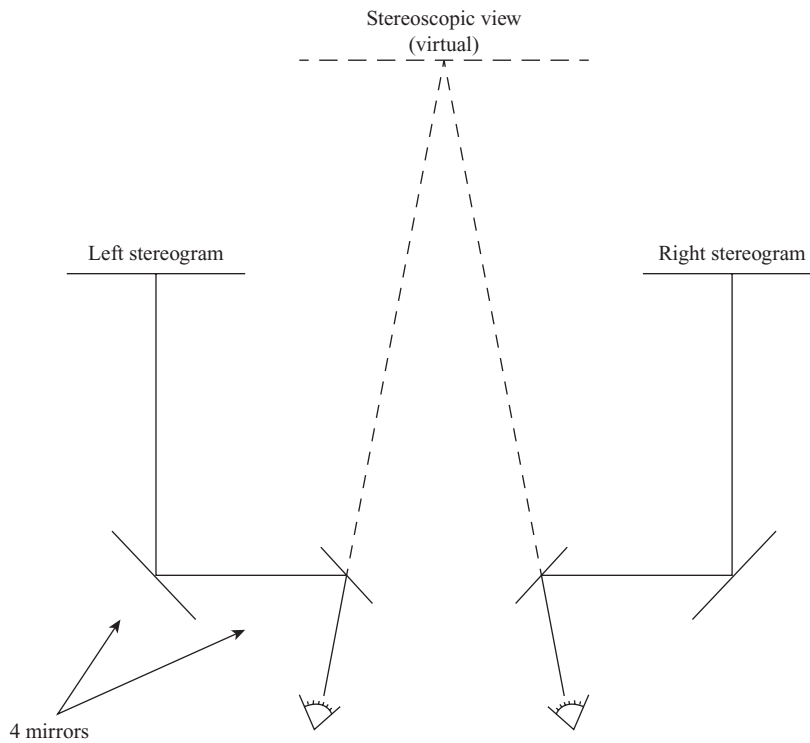 Stereoscopic view
(virtual)
Left stereogram
Right stereogram
4 mirrors